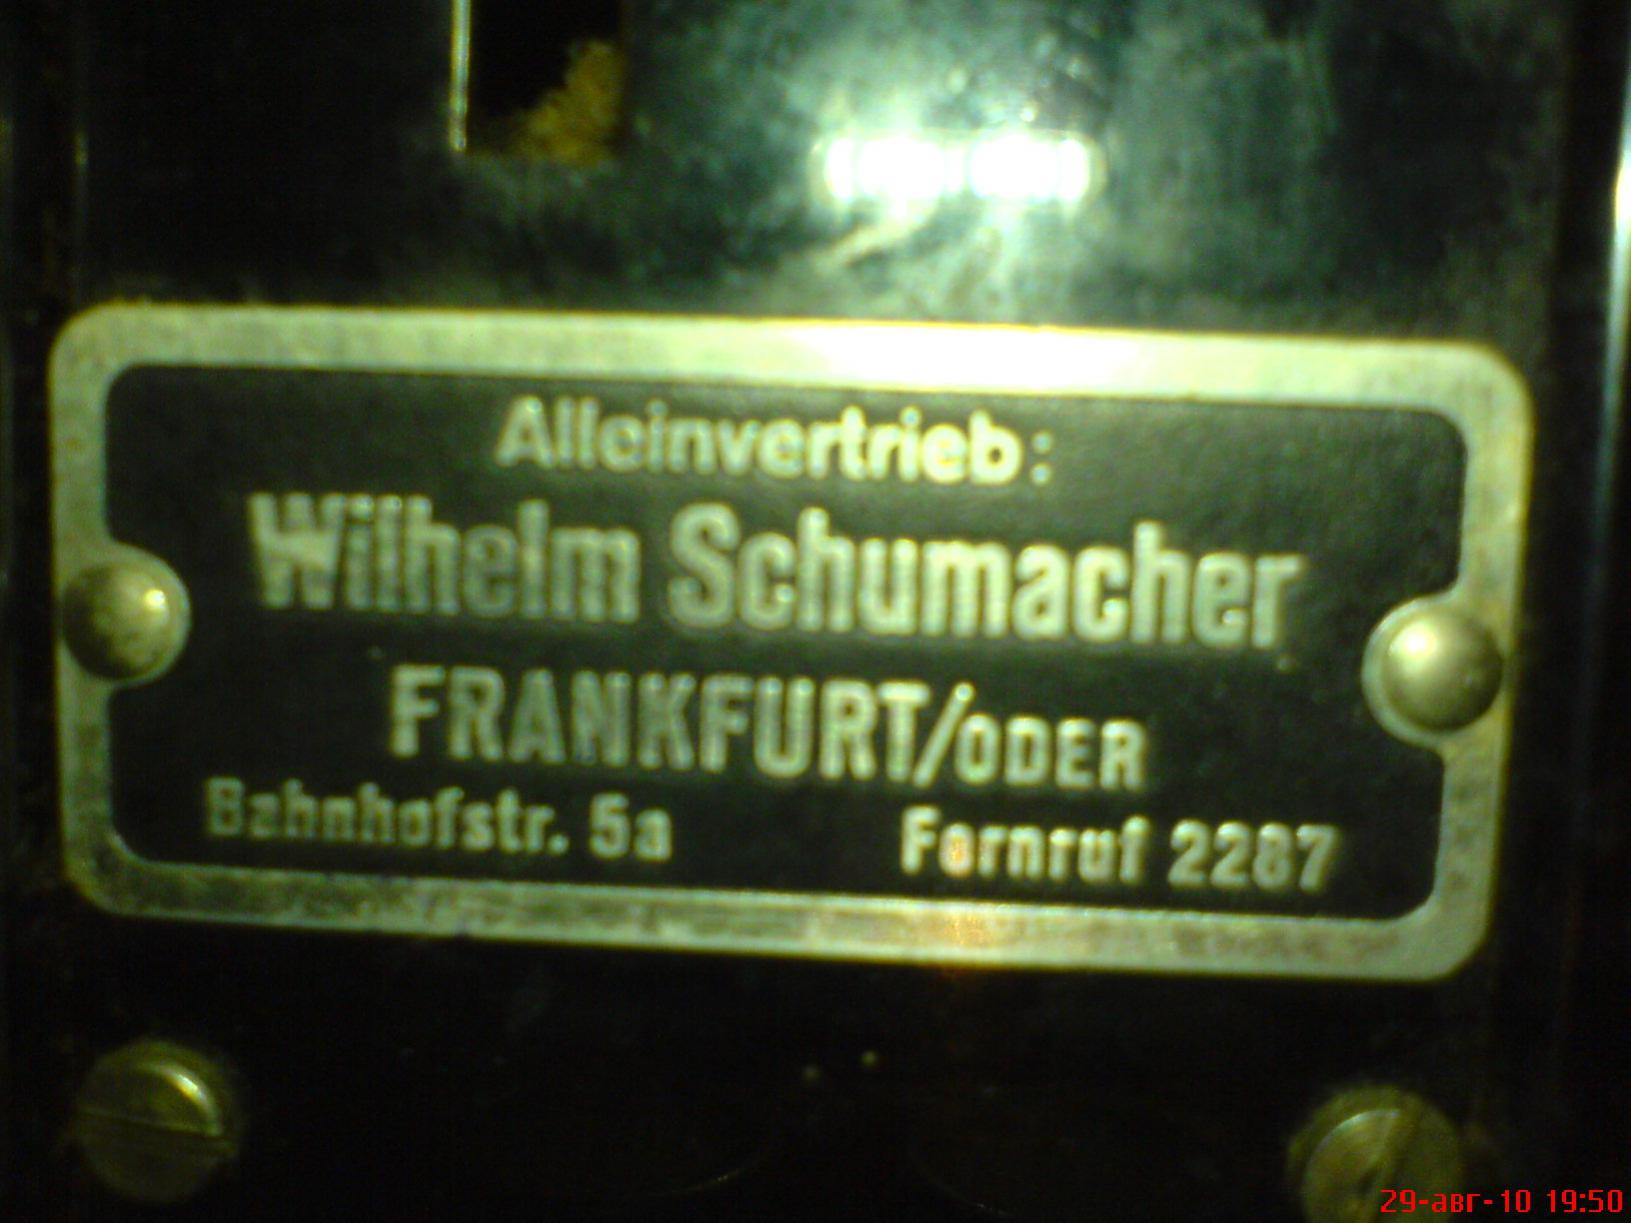 Alleinvertrieb:
Wilhelm Schumacher
FRANKFURT/ODER
Bahnhofstr. 5a Fernruf 2287
29-авг-10 19:50